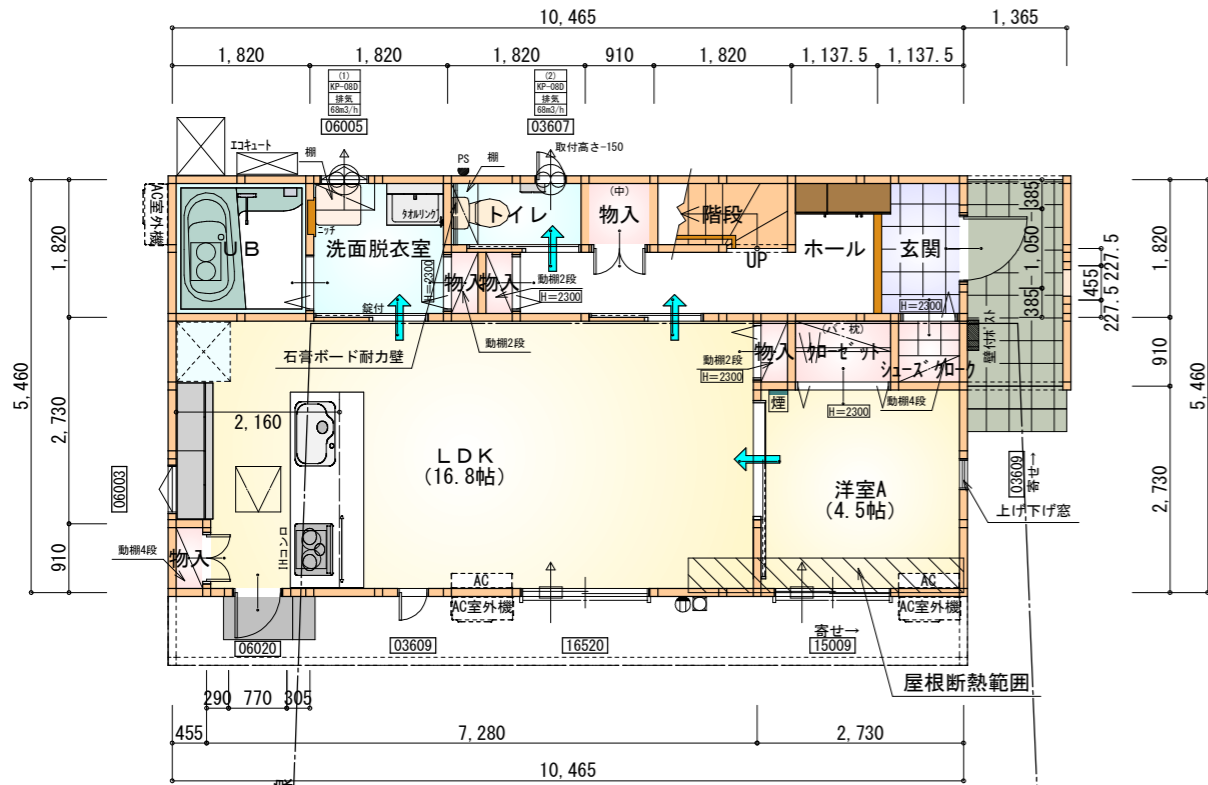 10,465
1,365
1,820
1,820
1,820
910
1,820
1,137.5
1,137.5
(1)
KP-08D
排気
68m3/h
06005
(2)
KP-08D
排気
68m3/h
03607
取付高さ-150
エコキュート
棚
PS
棚
AC室外機
UB
ニッチ
洗面脱衣室
タオルリング
トイレ
(中)
物入
階段
UP
ホール
玄関
H=2300
錠付
H=2300
物入
物入
動棚2段
H=2300
動棚2段
石膏ボード耐力壁
385
1,050
385
227.5
455
227.5
1,820
910
2,730
5,460
5,460
1,820
2,730
910
壁付ポスト
動棚2段
H=2300
物入
(パ・枕)
クローゼット
H=2300
シューズクローク
動棚4段
煙
2,160
LDK
(16.8帖)
洋室A
(4.5帖)
03609
寄せ→
上げ下げ窓
06003
動棚4段
物入
IHコンロ
AC
AC室外機
AC
AC室外機
06020
03609
16520
寄せ→
15009
屋根断熱範囲
290
770
305
455
7,280
2,730
10,465